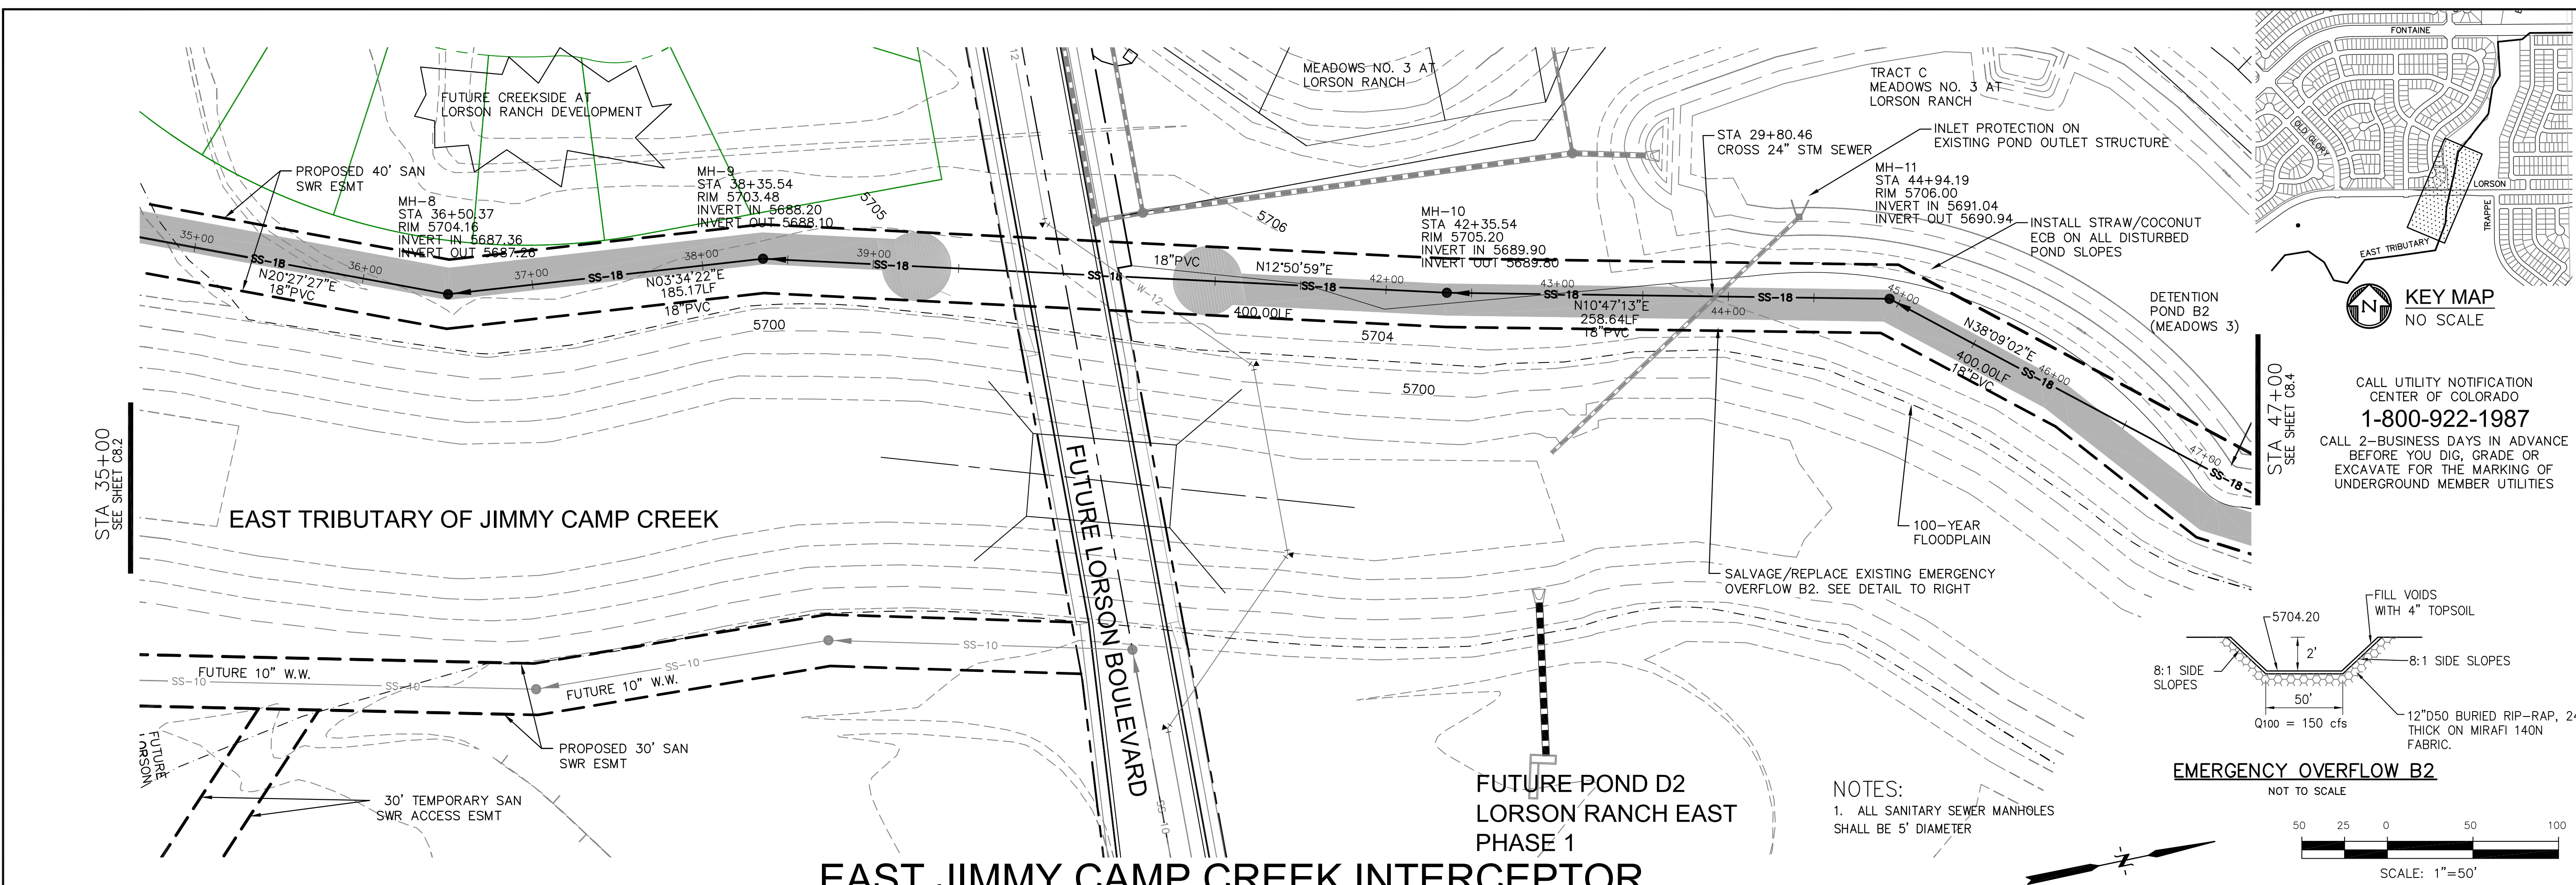 FUTURE CREEKSIDE AT
LORSON RANCH DEVELOPMENT
PROPOSED 40' SAN
SWR ESMT
MH-8
STA 36+50.37
RIM 5704.16
INVERT IN 5687.36
INVERT OUT 5687.26
MH-9
STA 38+35.54
RIM 5703.48
INVERT IN 5688.20
INVERT OUT 5688.10
5705
12
MEADOWS NO. 3 AT
LORSON RANCH
5706
MH-10
STA 42+35.54
RIM 5705.20
INVERT IN 5689.90
INVERT OUT 5689.80
STA 29+80.46
CROSS 24" STM SEWER
TRACT C
MEADOWS NO. 3 AT
LORSON RANCH
INLET PROTECTION ON
EXISTING POND OUTLET STRUCTURE
MH-11
STA 44+94.19
RIM 5706.00
INVERT IN 5691.04
INVERT OUT 5690.94
INSTALL STRAW/COCONUT
ECB ON ALL DISTURBED
POND SLOPES
DETENTION
POND B2
(MEADOWS 3)
35+00
SS-18
N20°27'27"E
18"PVC
36+00
37+00
SS-18
38+00
N03°34'22"E
185.17LF
18"PVC
39+00
SS-18
SS-18
W-12
18"PVC
N12°50'59"E
SS-18
400.00LF
42+00
43+00
SS-18
N10°47'13"E
258.64LF
18"PVC
SS-18
44+00
45+00
N38°09'02"E
400.00LF
18"PVC
46+00
SS-18
47+00
SS-18
5700
5704
5700
STA 35+00
SEE SHEET C8.2
STA 47+00
SEE SHEET C8.4
EAST TRIBUTARY OF JIMMY CAMP CREEK
FUTURE LORSON BOULEVARD
100-YEAR
FLOODPLAIN
SALVAGE/REPLACE EXISTING EMERGENCY
OVERFLOW B2. SEE DETAIL TO RIGHT
FUTURE 10" W.W.
SS-10
SS-10
FUTURE 10" W.W.
SS-10
SS-10
SS-10
PROPOSED 30' SAN
SWR ESMT
30' TEMPORARY SAN
SWR ACCESS ESMT
FUTURE
LORSON
FUTURE POND D2
LORSON RANCH EAST
PHASE 1
NOTES:
1. ALL SANITARY SEWER MANHOLES
SHALL BE 5' DIAMETER
EAST JIMMY CAMP CREEK INTERCEPTOR
FONTAINE
OLD GLORY
LORSON
TRAPPE
EAST TRIBUTARY
N
KEY MAP
NO SCALE
CALL UTILITY NOTIFICATION
CENTER OF COLORADO
1-800-922-1987
CALL 2-BUSINESS DAYS IN ADVANCE
BEFORE YOU DIG, GRADE OR
EXCAVATE FOR THE MARKING OF
UNDERGROUND MEMBER UTILITIES
5704.20
FILL VOIDS
WITH 4" TOPSOIL
2'
8:1 SIDE
SLOPES
8:1 SIDE SLOPES
50'
Q100 = 150 cfs
12"D50 BURIED RIP-RAP, 24
THICK ON MIRAFI 140N
FABRIC.
EMERGENCY OVERFLOW B2
NOT TO SCALE
50 25 0 50 100
SCALE: 1"=50'
N